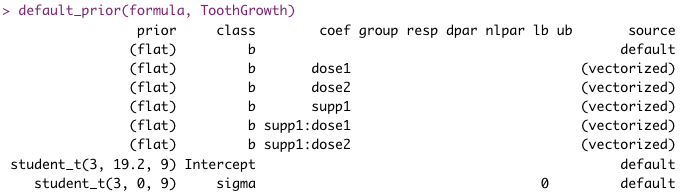 > default_prior(formula, ToothGrowth)
prior class coef group resp dpar nlpar lb ub source
(flat) b default
(flat) b dose1 (vectorized)
(flat) b dose2 (vectorized)
(flat) b supp1 (vectorized)
(flat) b supp1:dose1 (vectorized)
(flat) b supp1:dose2 (vectorized)
student_t(3, 19.2, 9) Intercept default
student_t(3, 0, 9) sigma 0 default